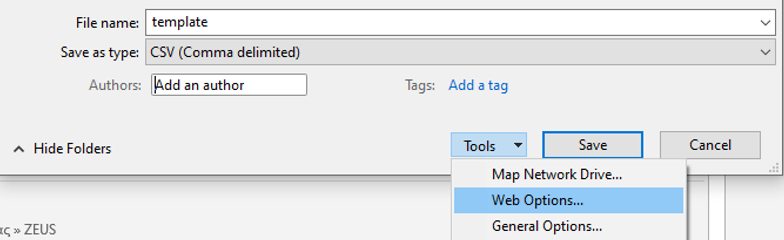 File name: template
Save as type: CSV (Comma delimited)
Authors: Add an author Tags: Add a tag
Hide Folders Tools Save Cancel
Map Network Drive...
Web Options...
General Options...
ας » ZEUS